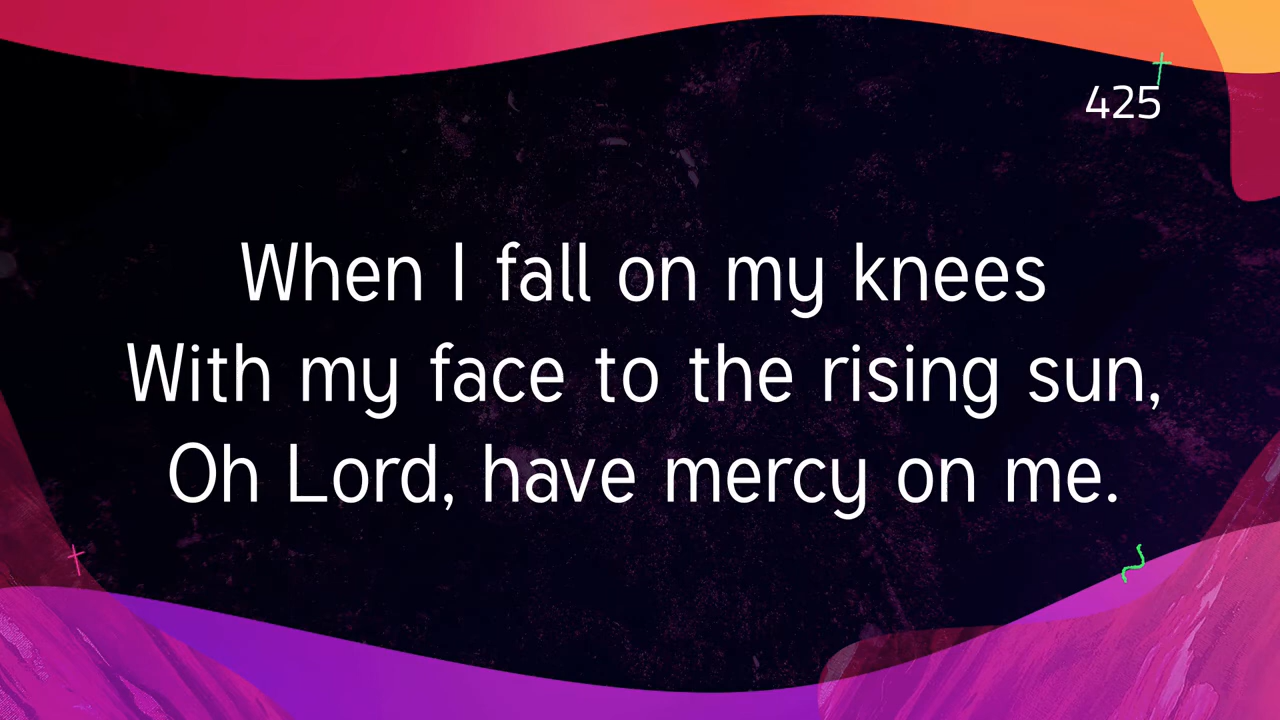 425
When I fall on my knees
With my face to the rising sun,
Oh Lord, have mercy on me.